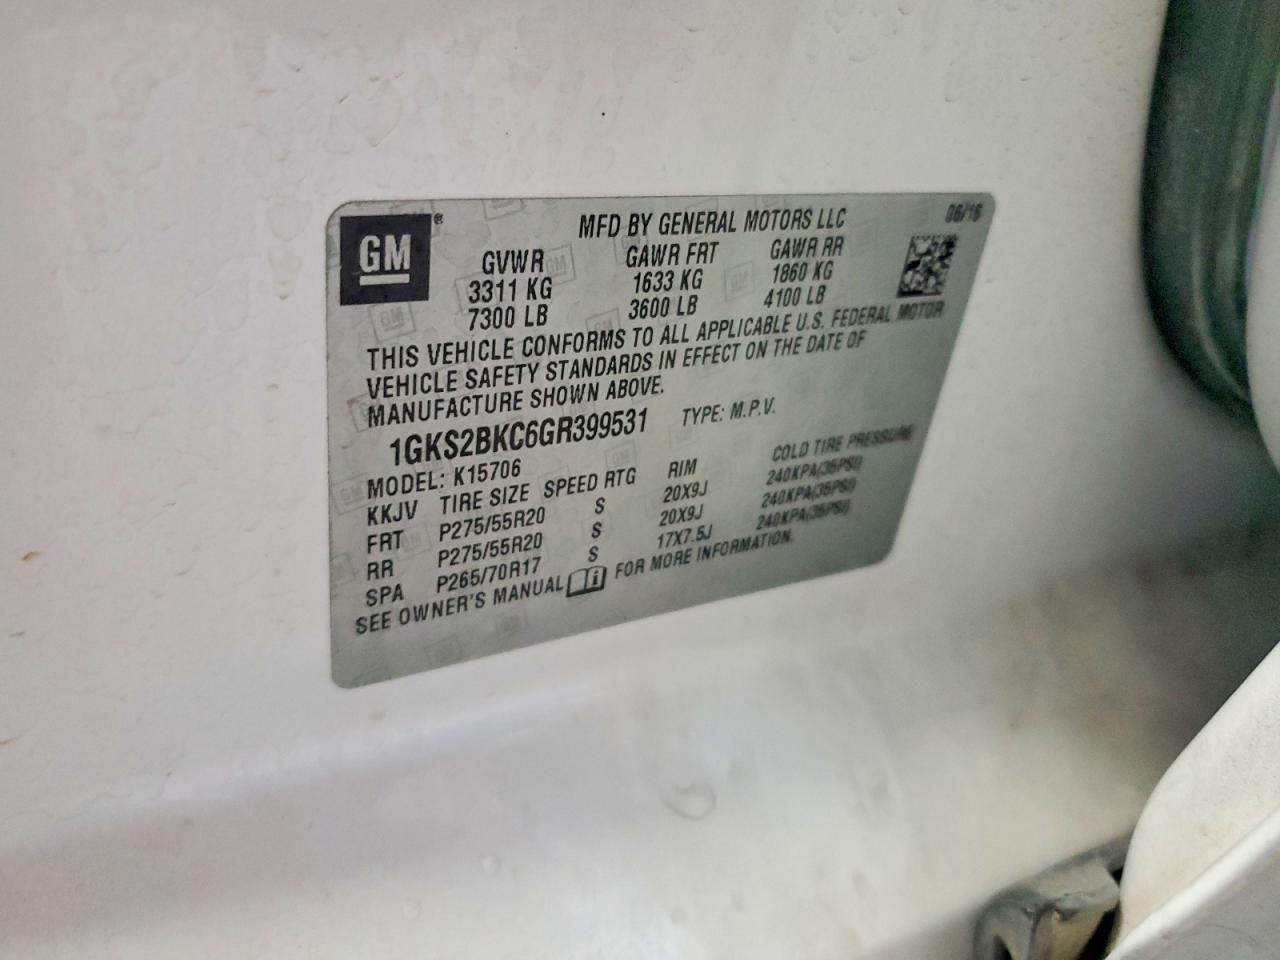 GM®
MFD BY GENERAL MOTORS LLC 06/16
GVWR GAWR FRT GAWR RR
3311 KG 1633 KG 1860 KG
7300 LB 3600 LB 4100 LB
THIS VEHICLE CONFORMS TO ALL APPLICABLE U.S. FEDERAL MOTOR
VEHICLE SAFETY STANDARDS IN EFFECT ON THE DATE OF
MANUFACTURE SHOWN ABOVE.
1GKS2BKC6GR399531 TYPE: M.P.V.
MODEL: K15706
KKJV TIRE SIZE SPEED RTG RIM COLD TIRE PRESSURE
FRT P275/55R20 S 20X9J 240KPA(35PSI)
RR P275/55R20 S 20X9J 240KPA(35PSI)
SPA P265/70R17 S 17X7.5J 240KPA(35PSI)
SEE OWNER'S MANUAL FOR MORE INFORMATION.